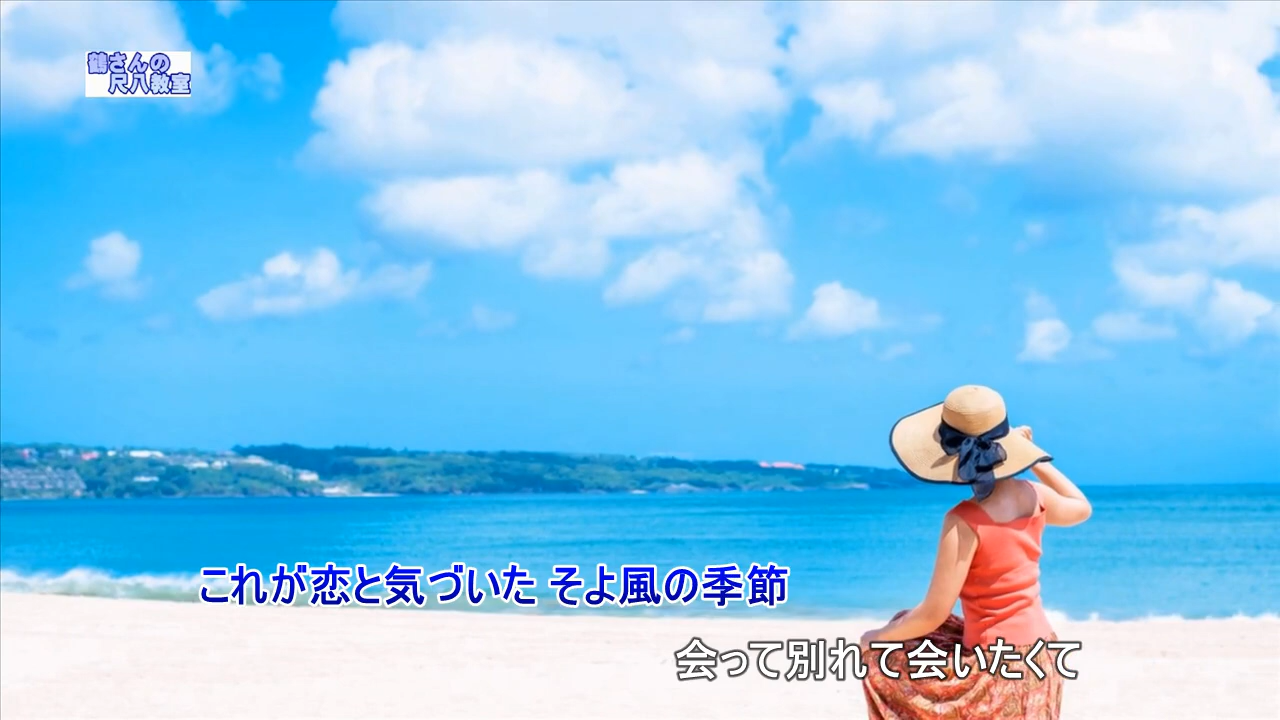 鶴さんの
尺八教室
これが恋と気づいた そよ風の季節
会って別れて会いたくて